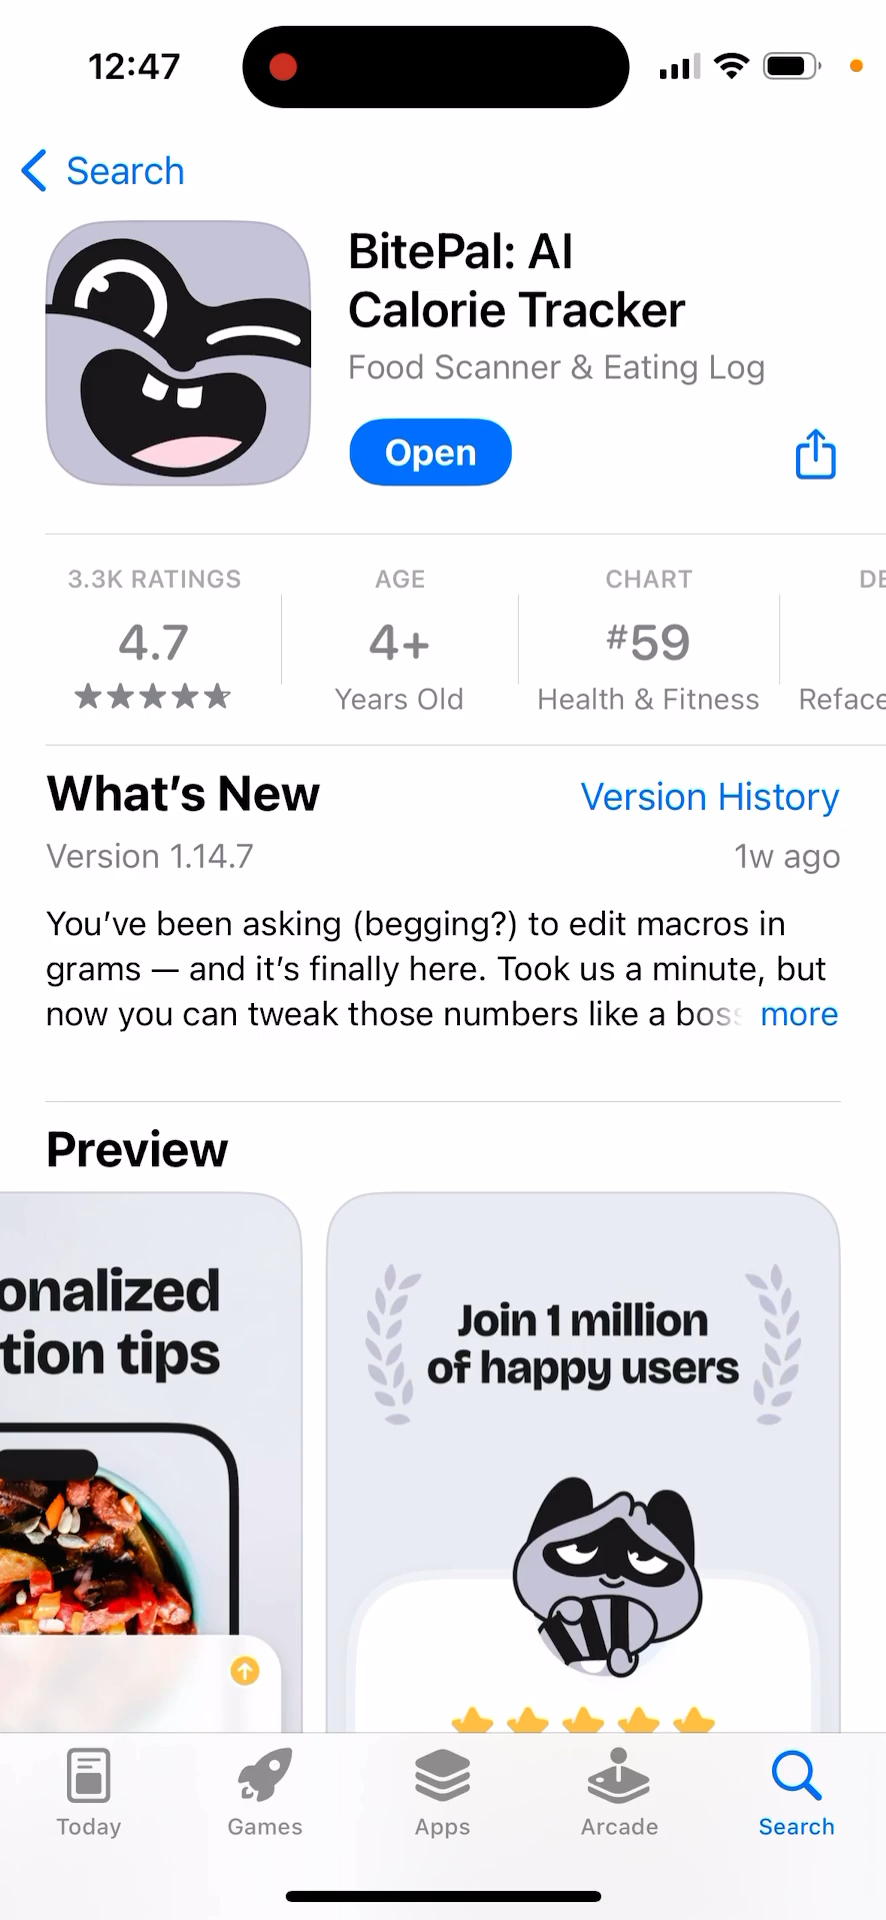 12:47
Search
BitePal: AI
Calorie Tracker
Food Scanner & Eating Log
Open
3.3K RATINGS
4.7
AGE
4+
Years Old
CHART
#59
Health & Fitness
DE
Reface
What's New
Version History
Version 1.14.7
1w ago
You've been asking (begging?) to edit macros in
grams — and it's finally here. Took us a minute, but
now you can tweak those numbers like a boss more
Preview
onalized
tion tips
Join 1 million
of happy users
Today
Games
Apps
Arcade
Search